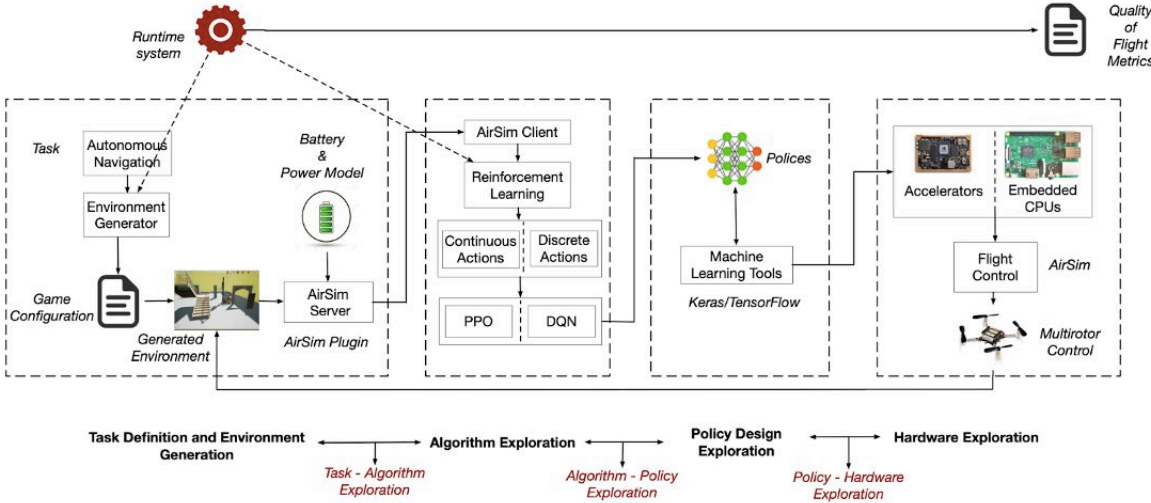 Runtime
system
Quality
of
Flight
Metrics
Task
Autonomous
Navigation
Battery
&
Power Model
Environment
Generator
Game
Configuration
Generated
Environment
AirSim
Server
AirSim Plugin
AirSim Client
Reinforcement
Learning
Continuous
Actions
Discrete
Actions
PPO
DQN
Polices
Machine
Learning Tools
Keras/TensorFlow
Accelerators
Embedded
CPUs
Flight
Control
AirSim
Multirotor
Control
Task Definition and Environment
Generation
Algorithm Exploration
Policy Design
Exploration
Hardware Exploration
Task - Algorithm
Exploration
Algorithm - Policy
Exploration
Policy - Hardware
Exploration